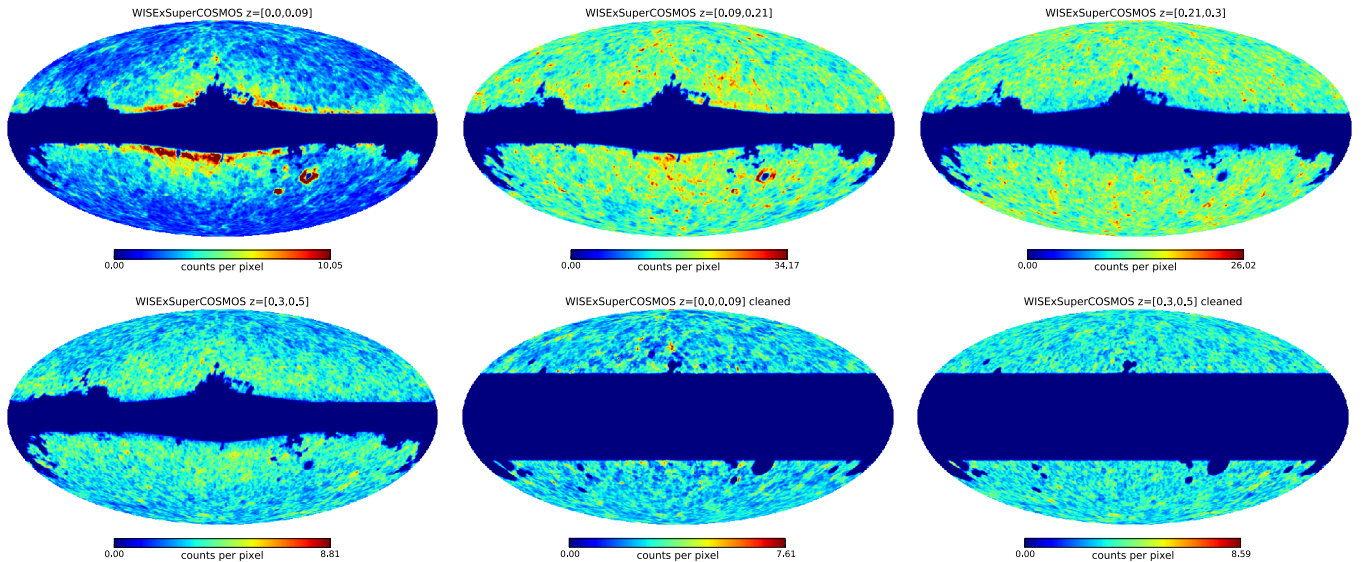 WISExSuperCOSMOS z=[0.0,0.09]
0.00 counts per pixel 10.05
WISExSuperCOSMOS z=[0.09,0.21]
0.00 counts per pixel 34.17
WISExSuperCOSMOS z=[0.21,0.3]
0.00 counts per pixel 26.02
WISExSuperCOSMOS z=[0.3,0.5]
0.00 counts per pixel 8.81
WISExSuperCOSMOS z=[0.0,0.09] cleaned
0.00 counts per pixel 7.61
WISExSuperCOSMOS z=[0.3,0.5] cleaned
0.00 counts per pixel 8.59